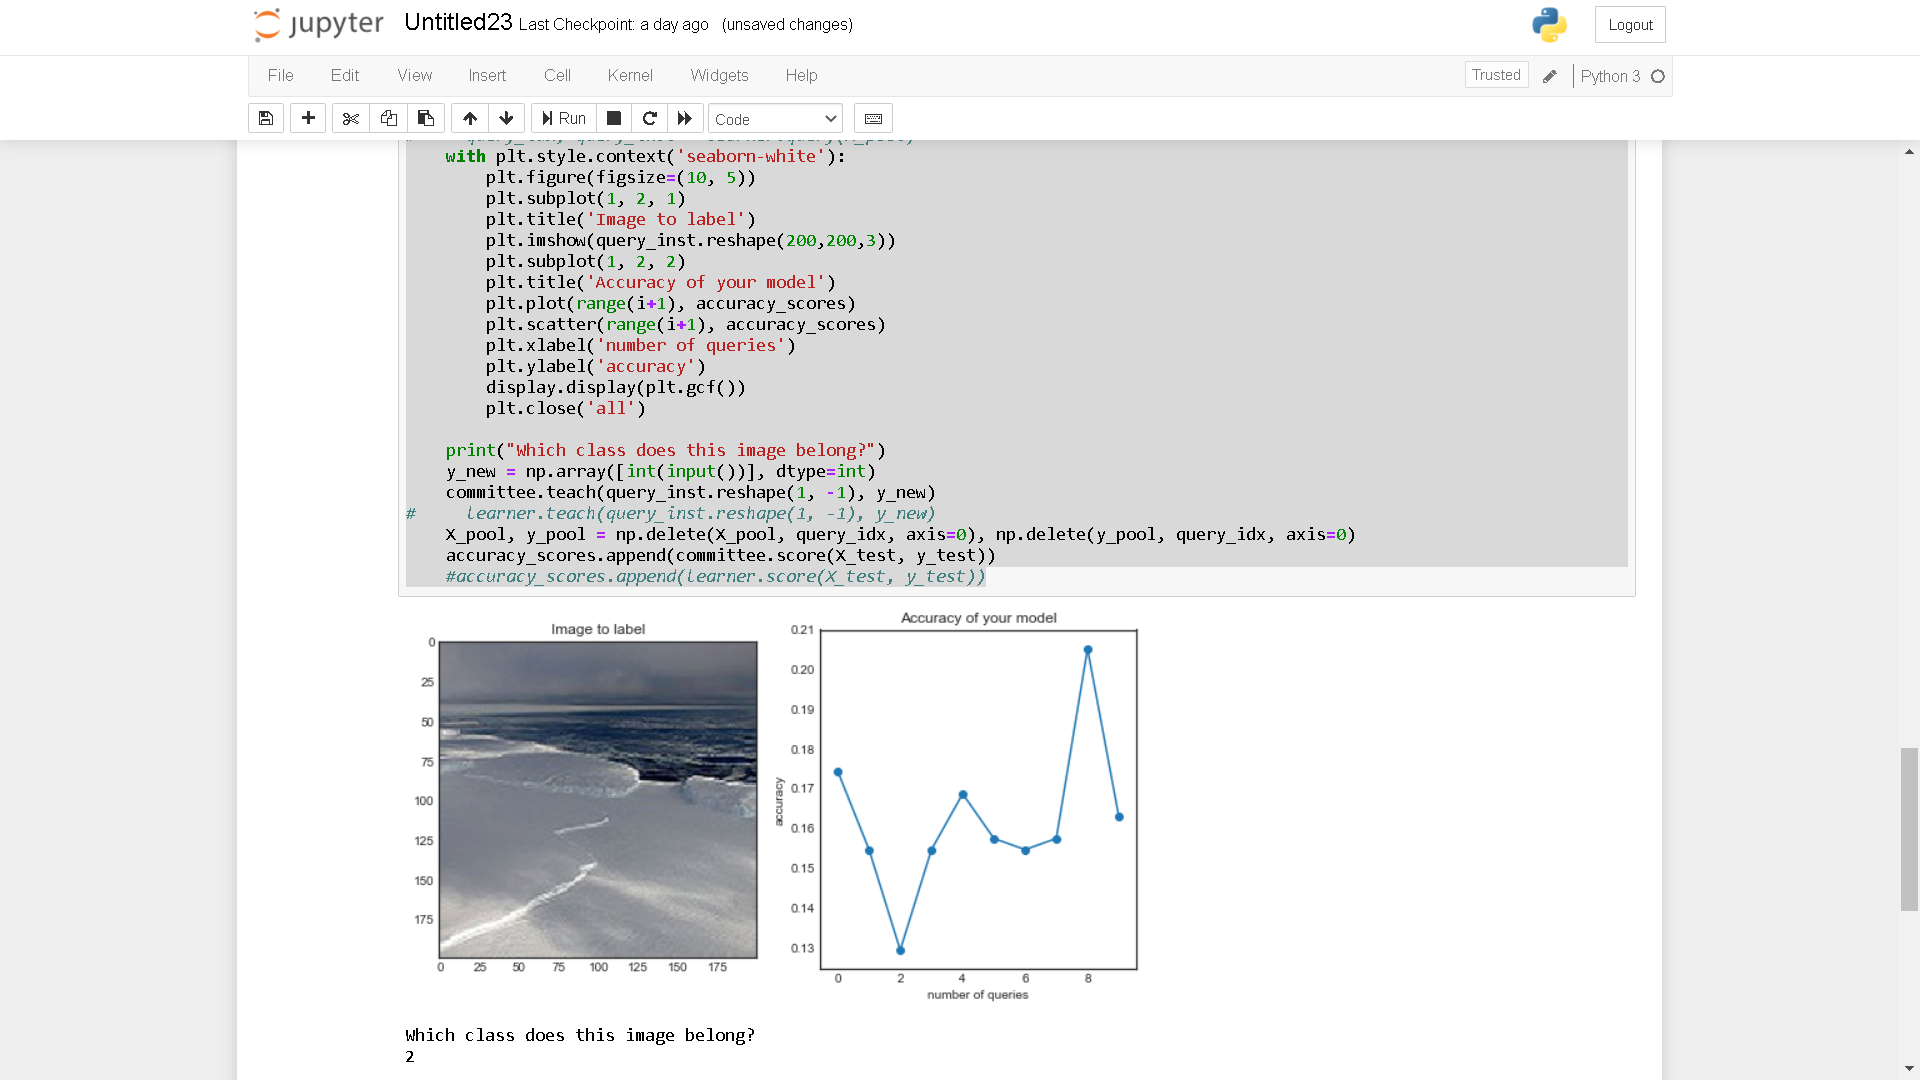 jupyter Untitled23 Last Checkpoint: a day ago (unsaved changes) Logout
File Edit View Insert Cell Kernel Widgets Help Trusted Python 3
Run Code
with plt.style.context('seaborn-white'):
plt.figure(figsize=(10, 5))
plt.subplot(1, 2, 1)
plt.title('Image to label')
plt.imshow(query_inst.reshape(200,200,3))
plt.subplot(1, 2, 2)
plt.title('Accuracy of your model')
plt.plot(range(i+1), accuracy_scores)
plt.scatter(range(i+1), accuracy_scores)
plt.xlabel('number of queries')
plt.ylabel('accuracy')
display.display(plt.gcf())
plt.close('all')
print("Which class does this image belong?")
y_new = np.array([int(input())], dtype=int)
committee.teach(query_inst.reshape(1, -1), y_new)
# learner.teach(query_inst.reshape(1, -1), y_new)
X_pool, y_pool = np.delete(X_pool, query_idx, axis=0), np.delete(y_pool, query_idx, axis=0)
accuracy_scores.append(committee.score(X_test, y_test))
#accuracy_scores.append(learner.score(X_test, y_test))
Image to label
0
25
50
75
100
125
150
175
0 25 50 75 100 125 150 175
Accuracy of your model
0.21
0.20
0.19
0.18
0.17
0.16
0.15
0.14
0.13
accuracy
0 2 4 6 8
number of queries
Which class does this image belong?
2